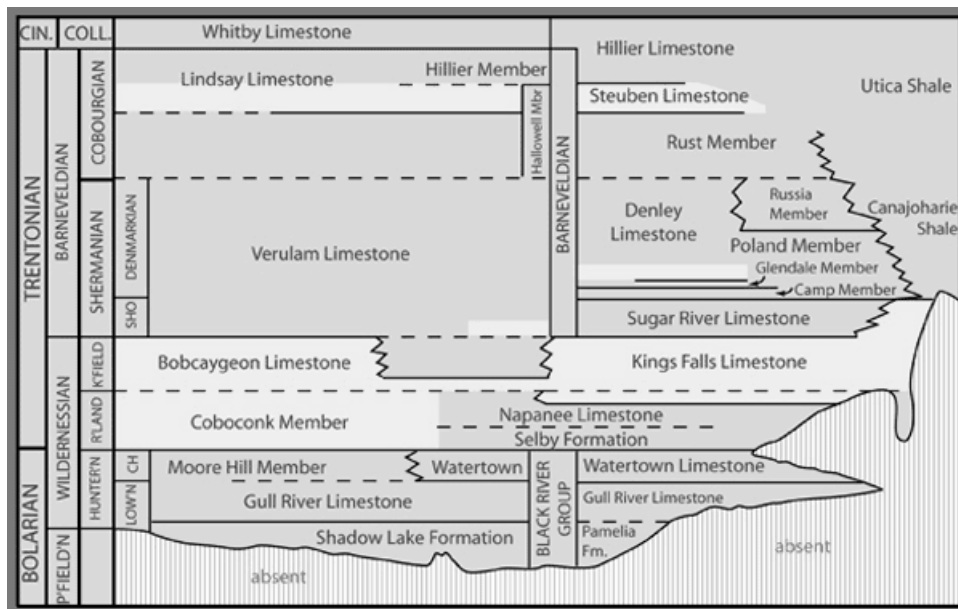 CIN.
COLL.
Whitby Limestone
Hillier Limestone
Utica Shale
TRENTONIAN
BARNEVELDIAN
COBOURGIAN
Lindsay Limestone
Hillier Member
Hallowell Mbr
BARNEVELDIAN
Steuben Limestone
Rust Member
SHERMANIAN
DENMARKIAN
SHO
Verulam Limestone
Denley
Limestone
Russia
Member
Canajoharie
Shale
Poland Member
Glendale Member
Camp Member
Sugar River Limestone
WILDERNESSIAN
K'FIELD
Bobcaygeon Limestone
Kings Falls Limestone
R'LAND
Coboconk Member
Napanee Limestone
Selby Formation
BOLARIAN
HUNTER'N
CH
Moore Hill Member
Watertown
BLACK RIVER
GROUP
Watertown Limestone
LOW'N
Gull River Limestone
Gull River Limestone
P'FIELD'N
Shadow Lake Formation
Pamelia
Fm.
absent
absent